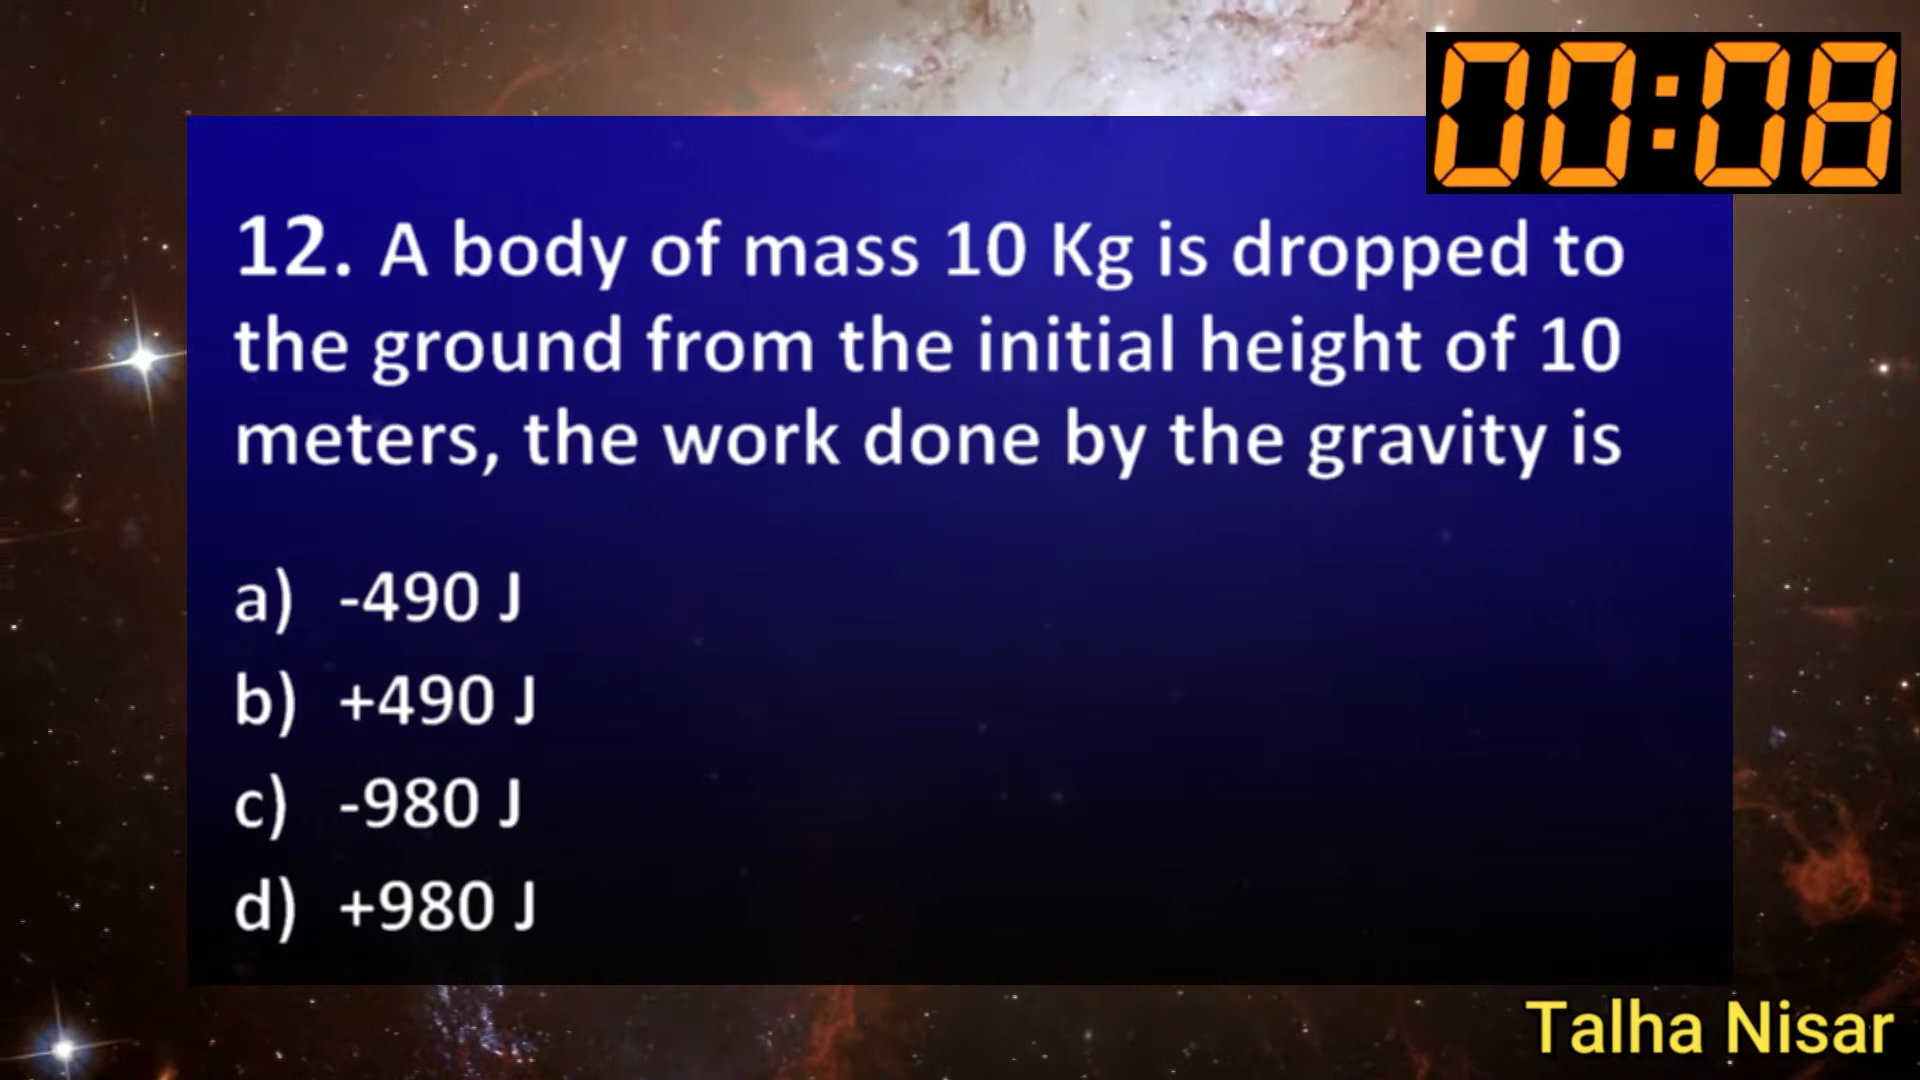 00:08
12. A body of mass 10 Kg is dropped to
the ground from the initial height of 10
meters, the work done by the gravity is
a) -490 J
b) +490 J
c) -980 J
d) +980 J
Talha Nisar